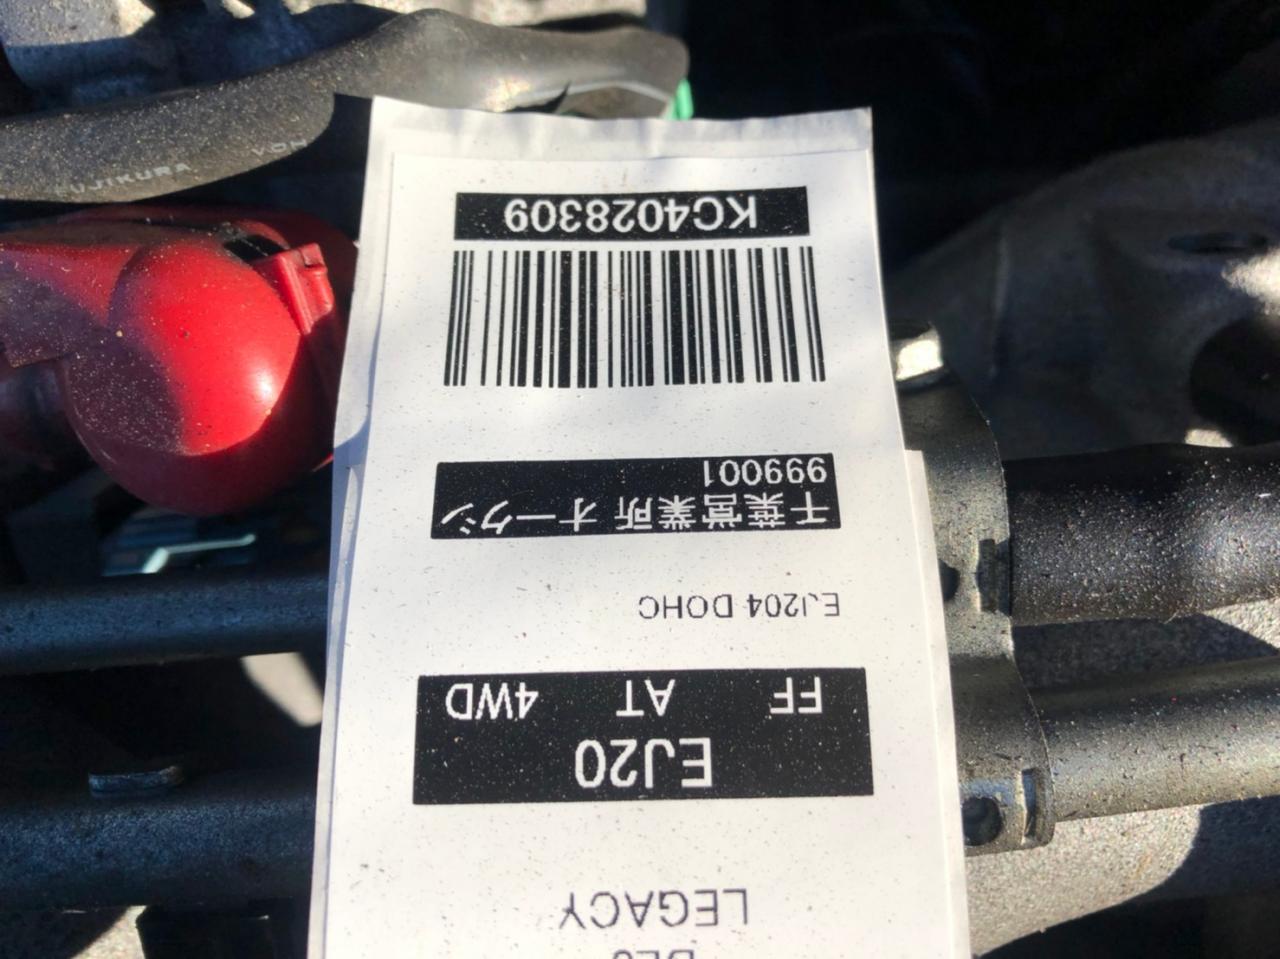 LEGACY
EJ20
FF AT 4WD
EJ204 DOHC
千葉営業所 オークシ
999001
KC4028309
FUJIKURA